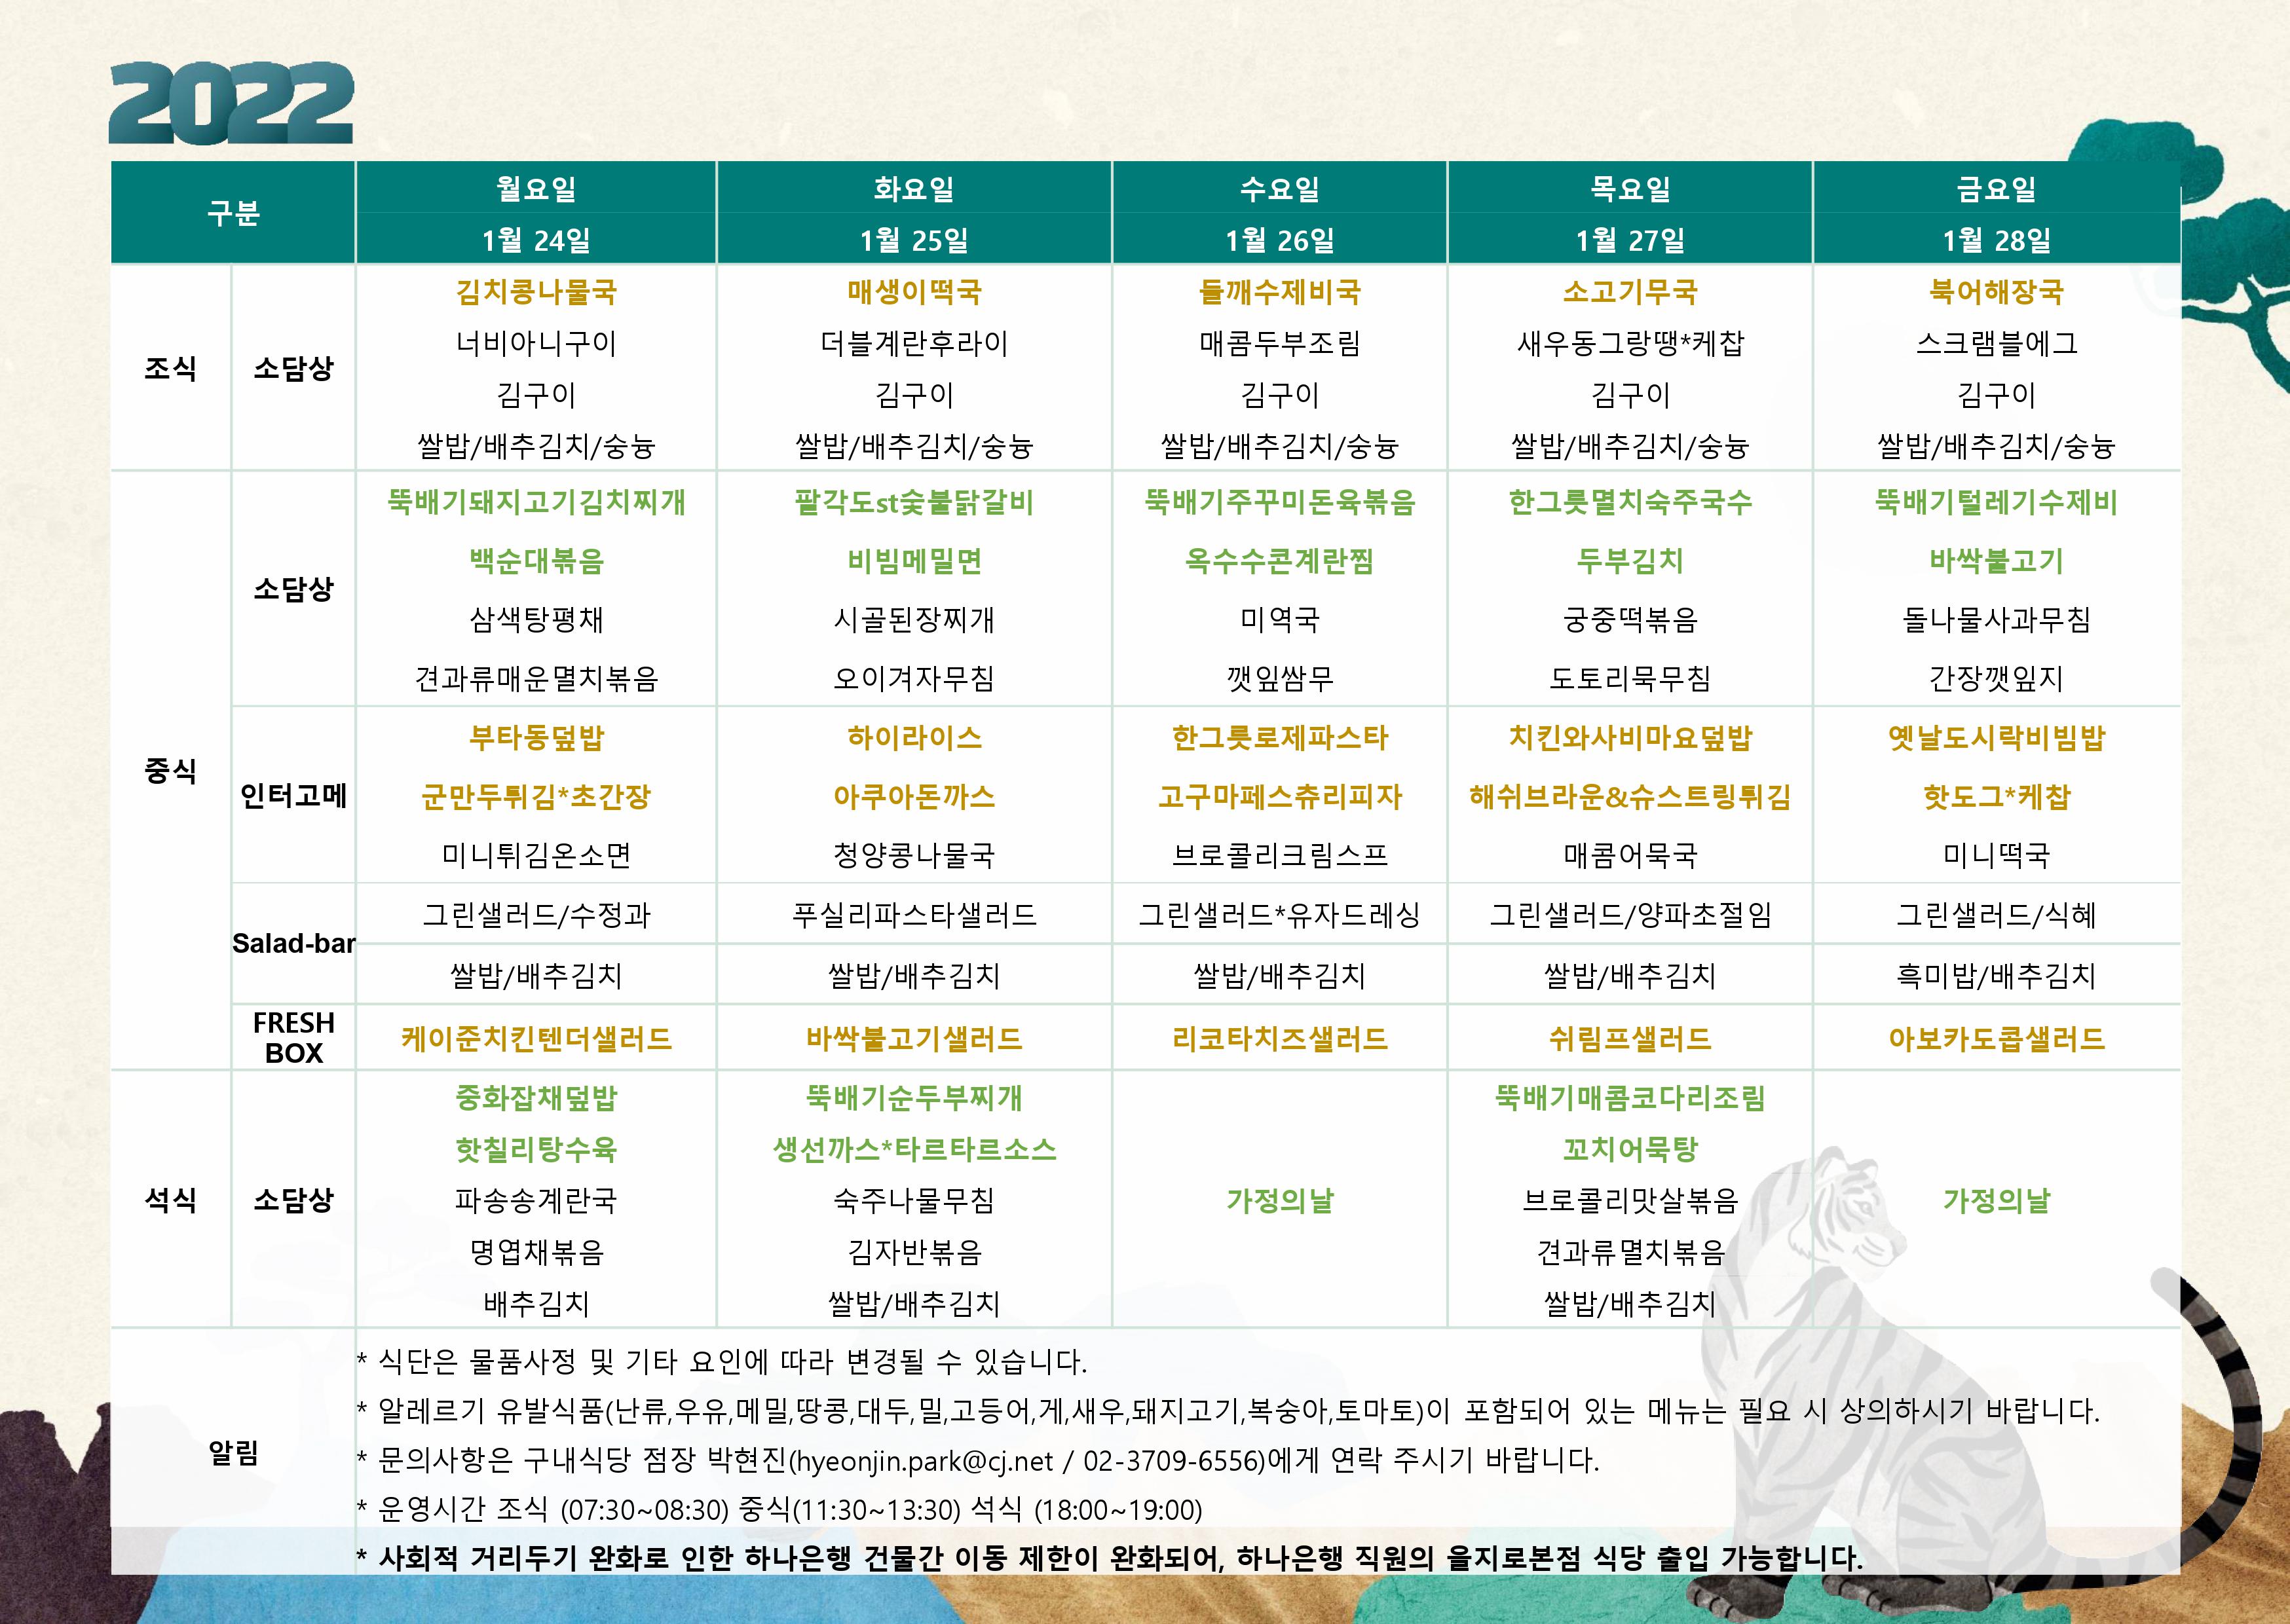 2022
구분
월요일 화요일 수요일 목요일 금요일
1월 24일 1월 25일 1월 26일 1월 27일 1월 28일
조식
소담상
김치콩나물국 매생이떡국 들깨수제비국 소고기무국 북어해장국
너비아니구이 더블계란후라이 매콤두부조림 새우동그랑땡*케찹 스크램블에그
김구이 김구이 김구이 김구이 김구이
쌀밥/배추김치/숭늉 쌀밥/배추김치/숭늉 쌀밥/배추김치/숭늉 쌀밥/배추김치/숭늉 쌀밥/배추김치/숭늉
중식
소담상
뚝배기돼지고기김치찌개 팔각도st숯불닭갈비 뚝배기주꾸미돈육볶음 한그릇멸치숙주국수 뚝배기털레기수제비
백순대볶음 비빔메밀면 옥수수콘계란찜 두부김치 바싹불고기
삼색탕평채 시골된장찌개 미역국 궁중떡볶음 돌나물사과무침
견과류매운멸치볶음 오이겨자무침 깻잎쌈무 도토리묵무침 간장깻잎지
인터고메
부타동덮밥 하이라이스 한그릇로제파스타 치킨와사비마요덮밥 옛날도시락비빔밥
군만두튀김*초간장 아쿠아돈까스 고구마페스츄리피자 해쉬브라운&슈스트링튀김 핫도그*케찹
미니튀김온소면 청양콩나물국 브로콜리크림스프 매콤어묵국 미니떡국
Salad-bar
그린샐러드/수정과 푸실리파스타샐러드 그린샐러드*유자드레싱 그린샐러드/양파초절임 그린샐러드/식혜
쌀밥/배추김치 쌀밥/배추김치 쌀밥/배추김치 쌀밥/배추김치 흑미밥/배추김치
FRESH
BOX
케이준치킨텐더샐러드 바싹불고기샐러드 리코타치즈샐러드 쉬림프샐러드 아보카도콥샐러드
석식
소담상
중화잡채덮밥 뚝배기순두부찌개 뚝배기매콤코다리조림
핫칠리탕수육 생선까스*타르타르소스 꼬치어묵탕
파송송계란국 숙주나물무침 가정의날 브로콜리맛살볶음 가정의날
명엽채볶음 김자반볶음 견과류멸치볶음
배추김치 쌀밥/배추김치 쌀밥/배추김치
알림
* 식단은 물품사정 및 기타 요인에 따라 변경될 수 있습니다.
* 알레르기 유발식품(난류,우유,메밀,땅콩,대두,밀,고등어,게,새우,돼지고기,복숭아,토마토)이 포함되어 있는 메뉴는 필요 시 상의하시기 바랍니다.
* 문의사항은 구내식당 점장 박현진(hyeonjin.park@cj.net / 02-3709-6556)에게 연락 주시기 바랍니다.
* 운영시간 조식 (07:30~08:30) 중식(11:30~13:30) 석식 (18:00~19:00)
* 사회적 거리두기 완화로 인한 하나은행 건물간 이동 제한이 완화되어, 하나은행 직원의 을지로본점 식당 출입 가능합니다.